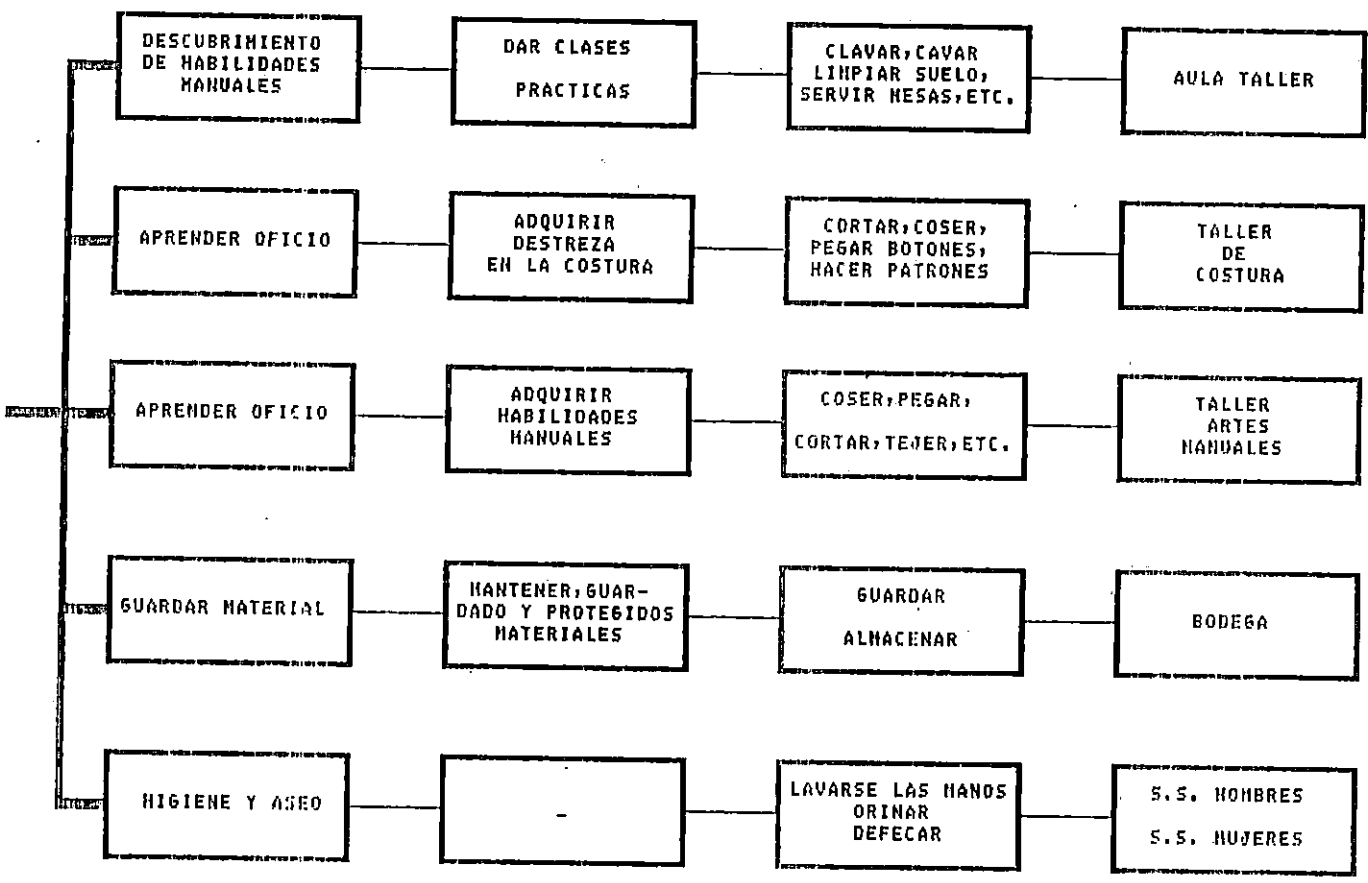 DESCUBRIMIENTO
DE HABILIDADES
MANUALES
DAR CLASES
PRACTICAS
CLAVAR, CAVAR
LIMPIAR SUELO,
SERVIR MESAS, ETC.
AULA TALLER
APRENDER OFICIO
ADQUIRIR
DESTREZA
EN LA COSTURA
CORTAR, COSER,
PEGAR BOTONES,
HACER PATRONES
TALLER
DE
COSTURA
APRENDER OFICIO
ADQUIRIR
HABILIDADES
MANUALES
COSER, PEGAR,
CORTAR, TEJER, ETC.
TALLER
ARTES
MANUALES
GUARDAR MATERIAL
MANTENER, GUAR-
DADO Y PROTEGIDOS
MATERIALES
GUARDAR
ALMACENAR
BODEGA
HIGIENE Y ASEO
-
LAVARSE LAS MANOS
ORINAR
DEFECAR
S.S. HOMBRES
S.S. MUJERES